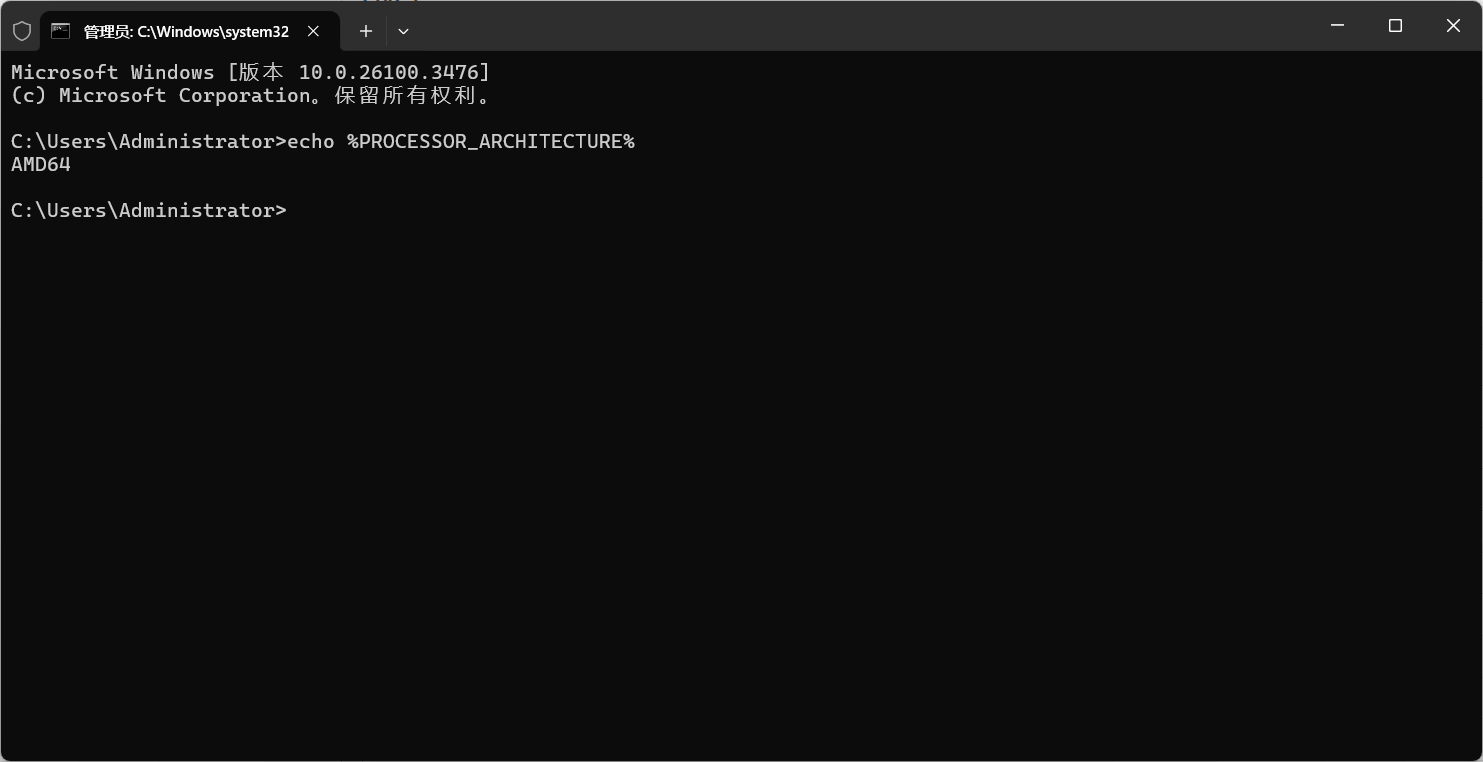 管理员: C:\Windows\system32
Microsoft Windows [版本 10.0.26100.3476]
(c) Microsoft Corporation。保留所有权利。
C:\Users\Administrator>echo %PROCESSOR_ARCHITECTURE%
AMD64
C:\Users\Administrator>